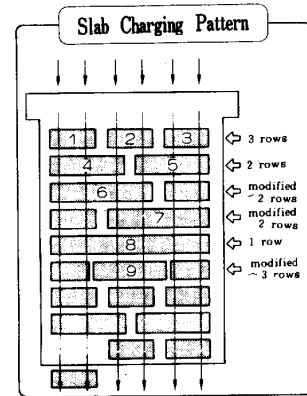 Slab Charging Pattern
1 2 3 3 rows
4 5 2 rows
6 modified
~2 rows
7 modified
2 rows
8 1 row
9 modified
~3 rows